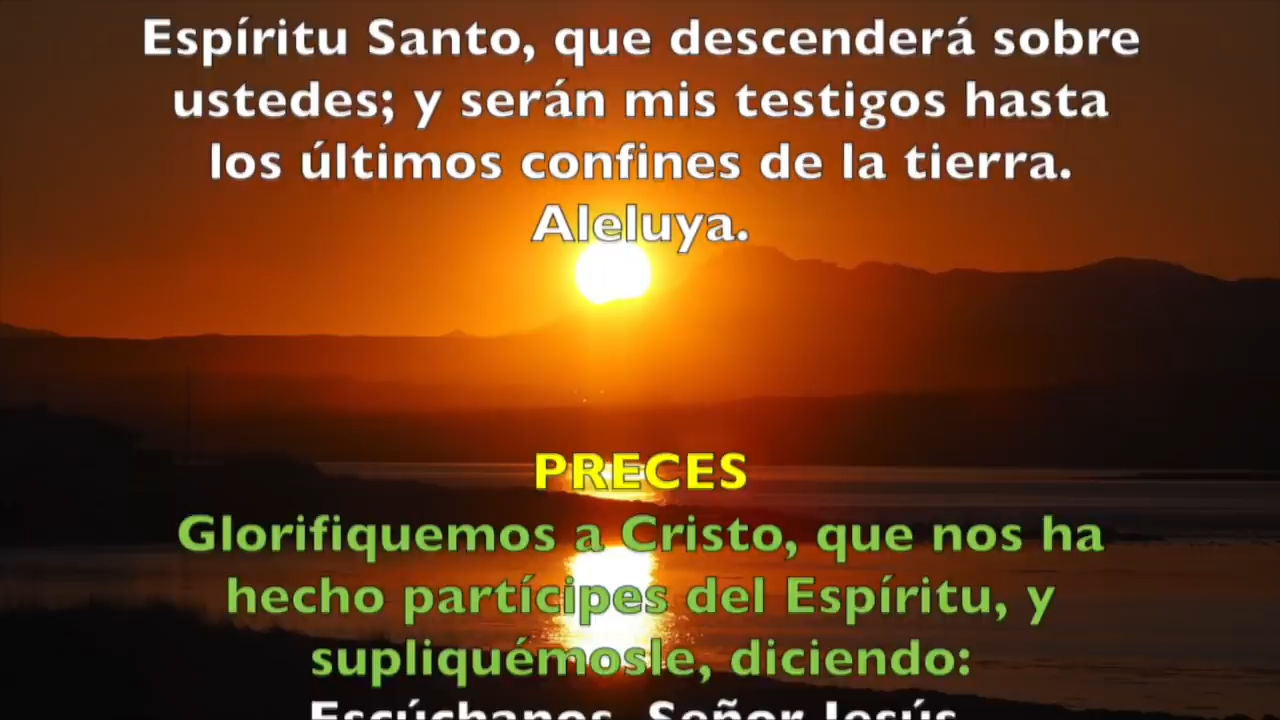 Espíritu Santo, que descenderá sobre
ustedes; y serán mis testigos hasta
los últimos confines de la tierra.
Aleluya.
PRECES
Glorifiquemos a Cristo, que nos ha
hecho partícipes del Espíritu, y
supliquémosle, diciendo:
Escúchanos, Señor Jesús.